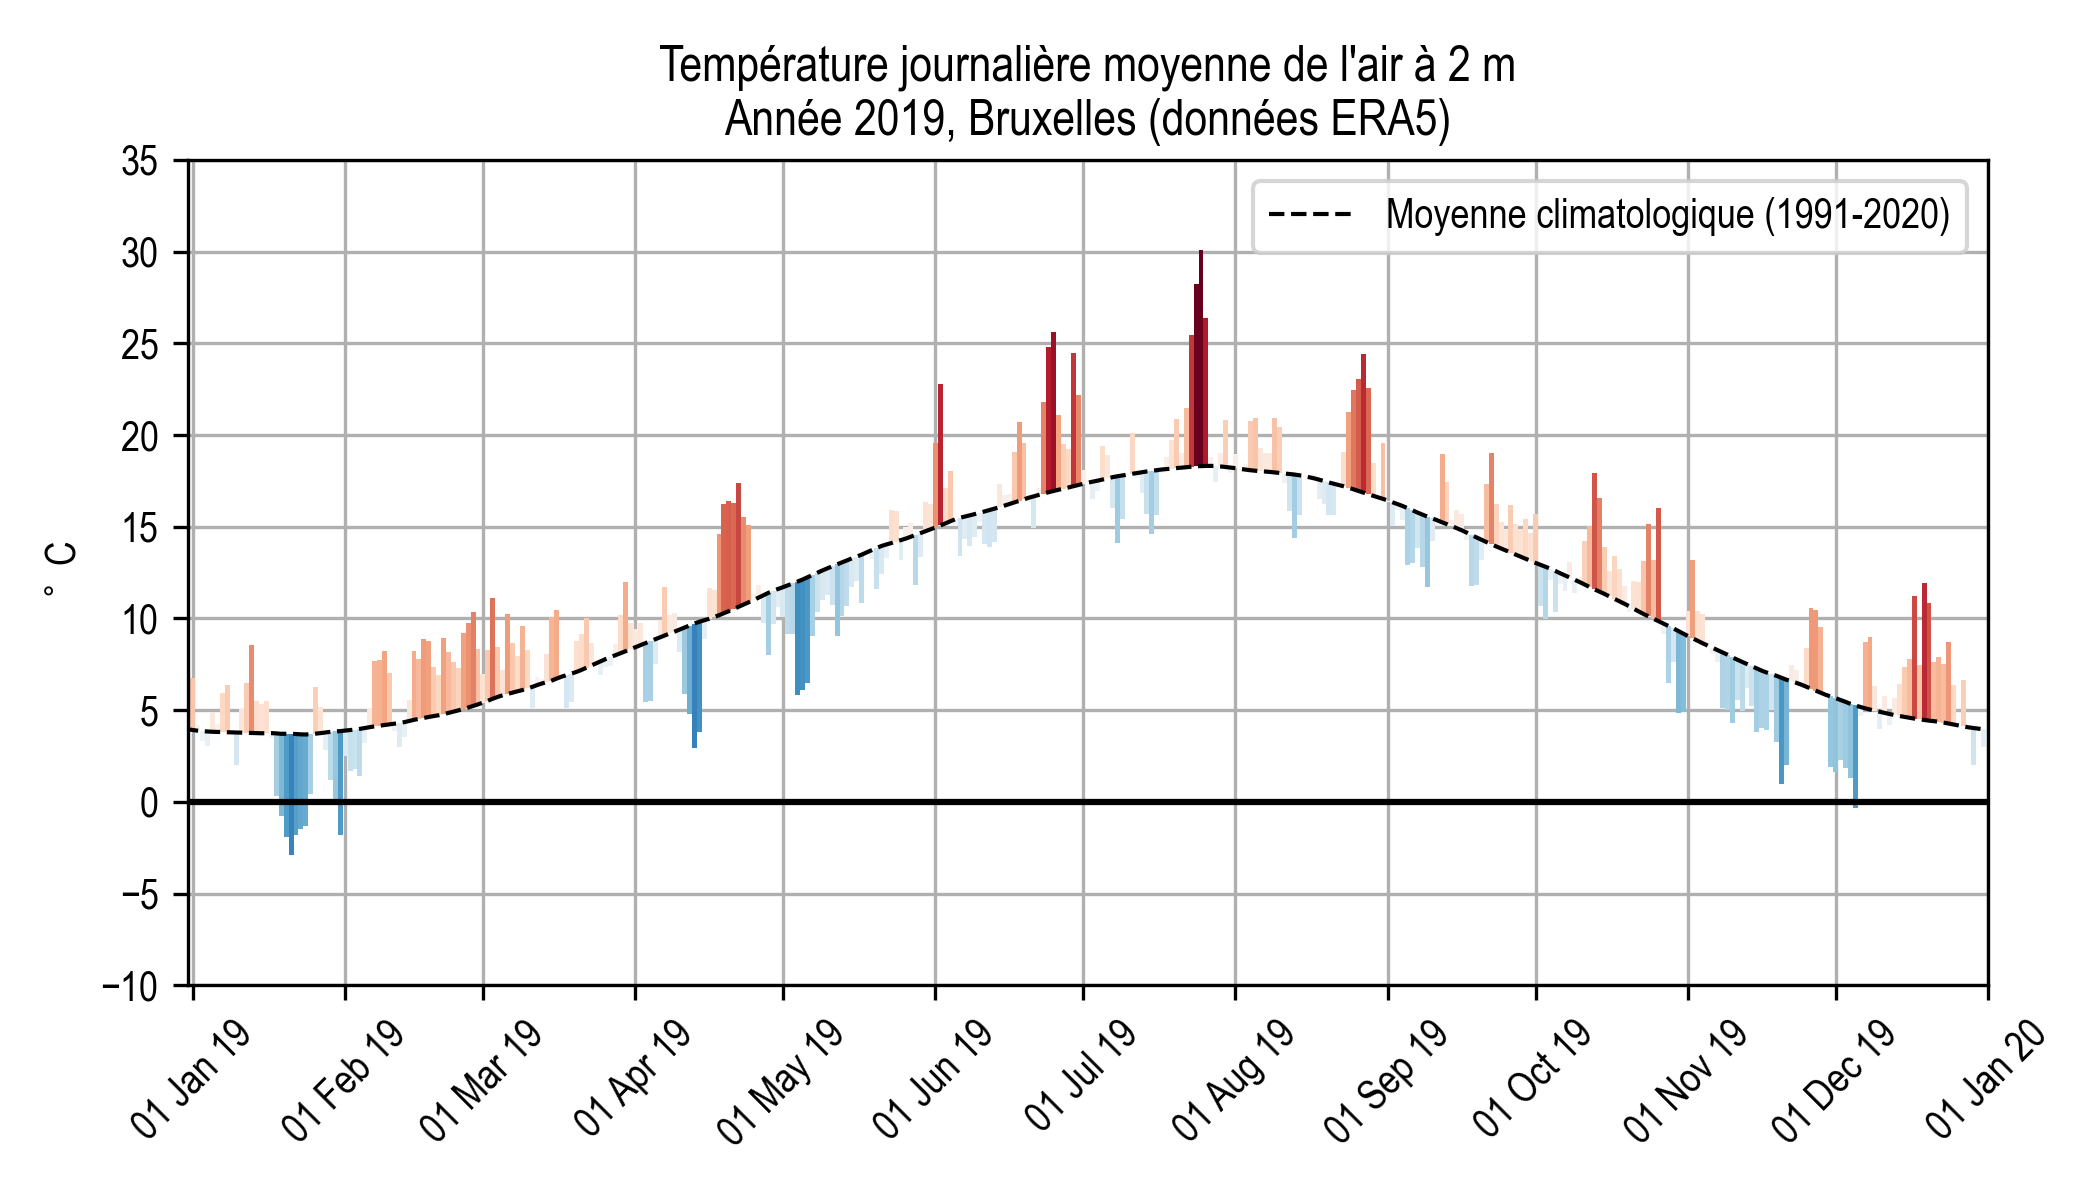 Température journalière moyenne de l'air à 2 m
Année 2019, Bruxelles (données ERA5)
35
30
25
20
15
10
5
0
−5
−10
° C
Moyenne climatologique (1991-2020)
01 Jan 19
01 Feb 19
01 Mar 19
01 Apr 19
01 May 19
01 Jun 19
01 Jul 19
01 Aug 19
01 Sep 19
01 Oct 19
01 Nov 19
01 Dec 19
01 Jan 20